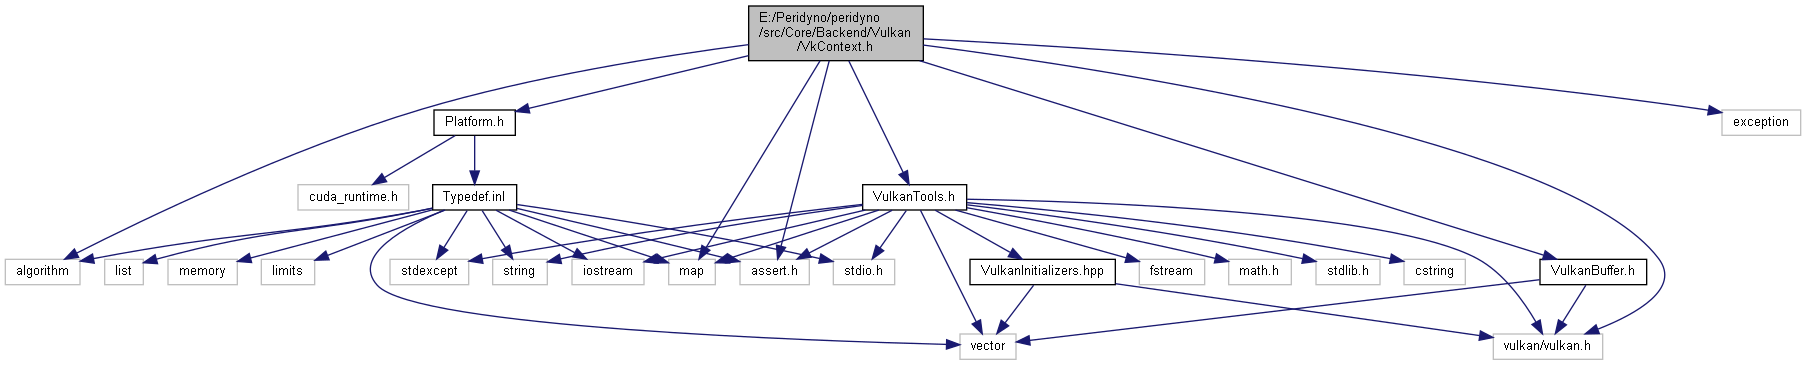 E:/Peridyno/peridyno
/src/Core/Backend/Vulkan
/VkContext.h
Platform.h
exception
cuda_runtime.h
Typedef.inl
VulkanTools.h
algorithm
list
memory
limits
stdexcept
string
iostream
map
assert.h
stdio.h
VulkanInitializers.hpp
fstream
math.h
stdlib.h
cstring
VulkanBuffer.h
vector
vulkan/vulkan.h